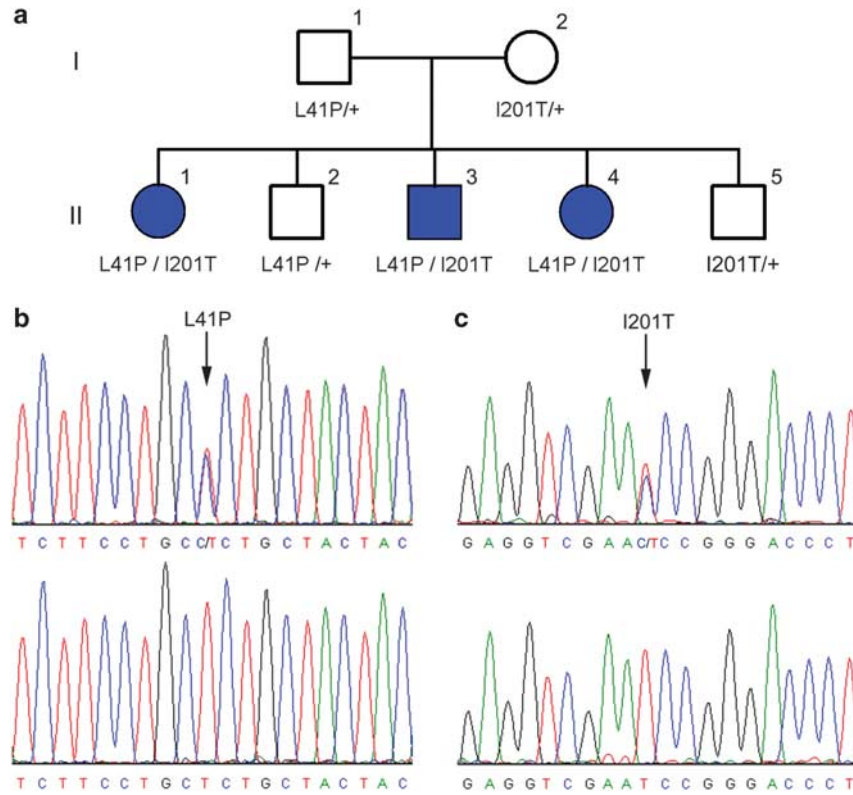 a
1
2
I
L41P/+
I201T/+
1
2
3
4
5
II
L41P / I201T
L41P /+
L41P / I201T
L41P / I201T
I201T/+
b
L41P
c
I201T
T C T T C C T G C C/T C T G C T A C T A C
G A G G T C G A A C/T C C G G G A C C C T
T C T T C C T G C T C T G C T A C T A C
G A G G T C G A A T C C G G G A C C C T